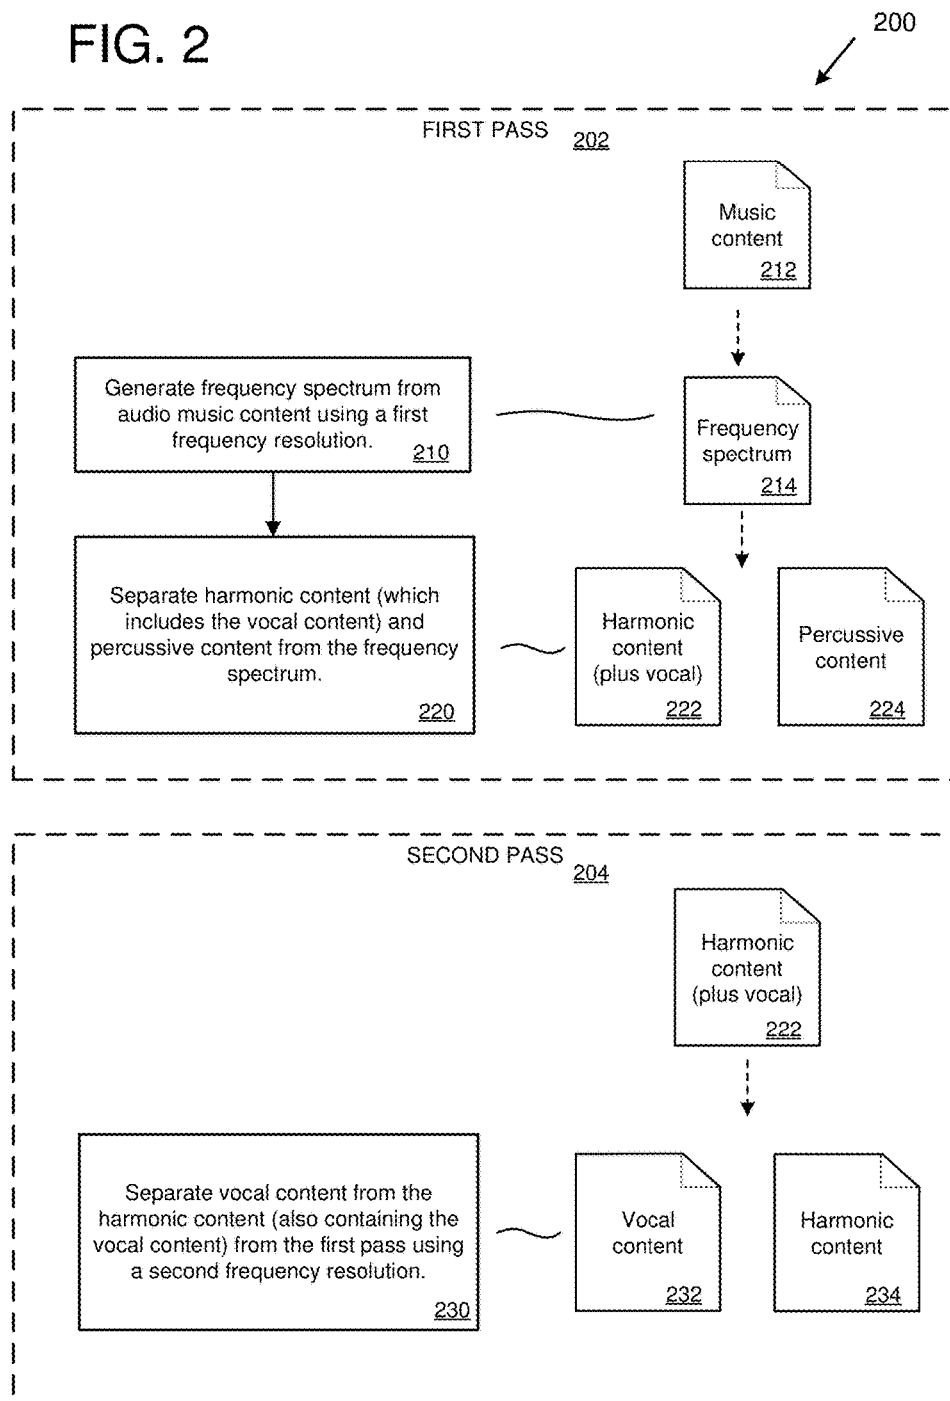 FIG. 2
200
FIRST PASS 202
Music
content
212
Generate frequency spectrum from
audio music content using a first
frequency resolution.
210
Frequency
spectrum
214
Separate harmonic content (which
includes the vocal content) and
percussive content from the frequency
spectrum.
220
Harmonic
content
(plus vocal)
222
Percussive
content
224
SECOND PASS 204
Harmonic
content
(plus vocal)
222
Separate vocal content from the
harmonic content (also containing the
vocal content) from the first pass using
a second frequency resolution.
230
Vocal
content
232
Harmonic
content
234